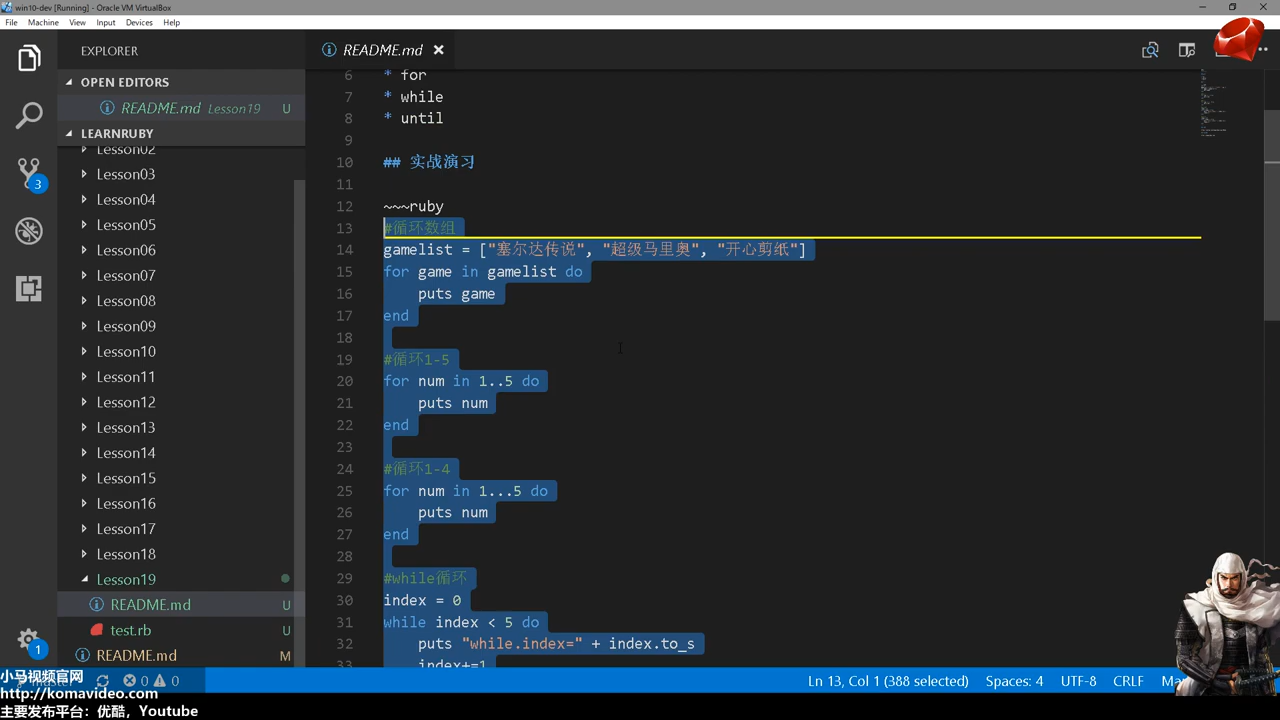 win10-dev [Running] - Oracle VM VirtualBox
File Machine View Input Devices Help
EXPLORER
README.md
OPEN EDITORS
README.md Lesson19 U
LEARNRUBY
Lesson02
Lesson03
Lesson04
Lesson05
Lesson06
Lesson07
Lesson08
Lesson09
Lesson10
Lesson11
Lesson12
Lesson13
Lesson14
Lesson15
Lesson16
Lesson17
Lesson18
Lesson19
README.md U
test.rb U
README.md M
3
1
6 * for
7 * while
8 * until
9
10 ## 实战演习
11
12 ~~~ruby
13 #循环数组
14 gamelist = ["塞尔达传说", "超级马里奥", "开心剪纸"]
15 for game in gamelist do
16 puts game
17 end
18
19 #循环1-5
20 for num in 1..5 do
21 puts num
22 end
23
24 #循环1-4
25 for num in 1...5 do
26 puts num
27 end
28
29 #while循环
30 index = 0
31 while index < 5 do
32 puts "while.index=" + index.to_s
33 index+=1
0 0
Ln 13, Col 1 (388 selected) Spaces: 4 UTF-8 CRLF
小马视频官网
http://komavideo.com
主要发布平台：优酷，Youtube